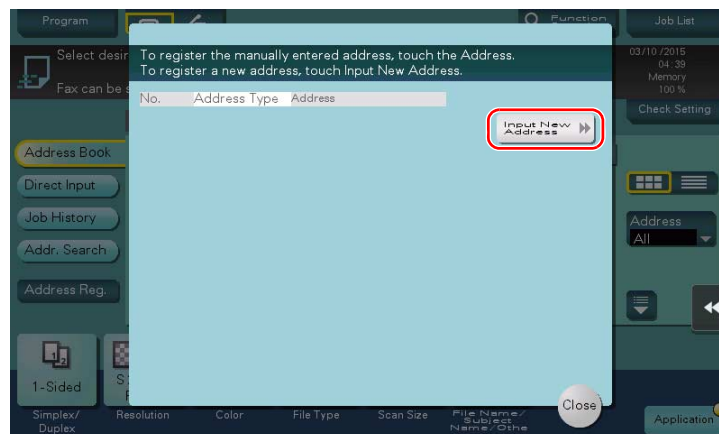 Program
Function
Job List
Select desir
Fax can be s
03/10 /2015
04 : 39
Memory
100 %
Check Setting
To register the manually entered address, touch the Address.
To register a new address, touch Input New Address.
No. Address Type Address
Input New
Address
Address Book
Direct Input
Job History
Addr. Search
Address Reg.
Address
All
1-Sided
Simplex/
Duplex
Resolution
Color
File Type
Scan Size
File Name/
Subject
Name/Othe
Close
Application